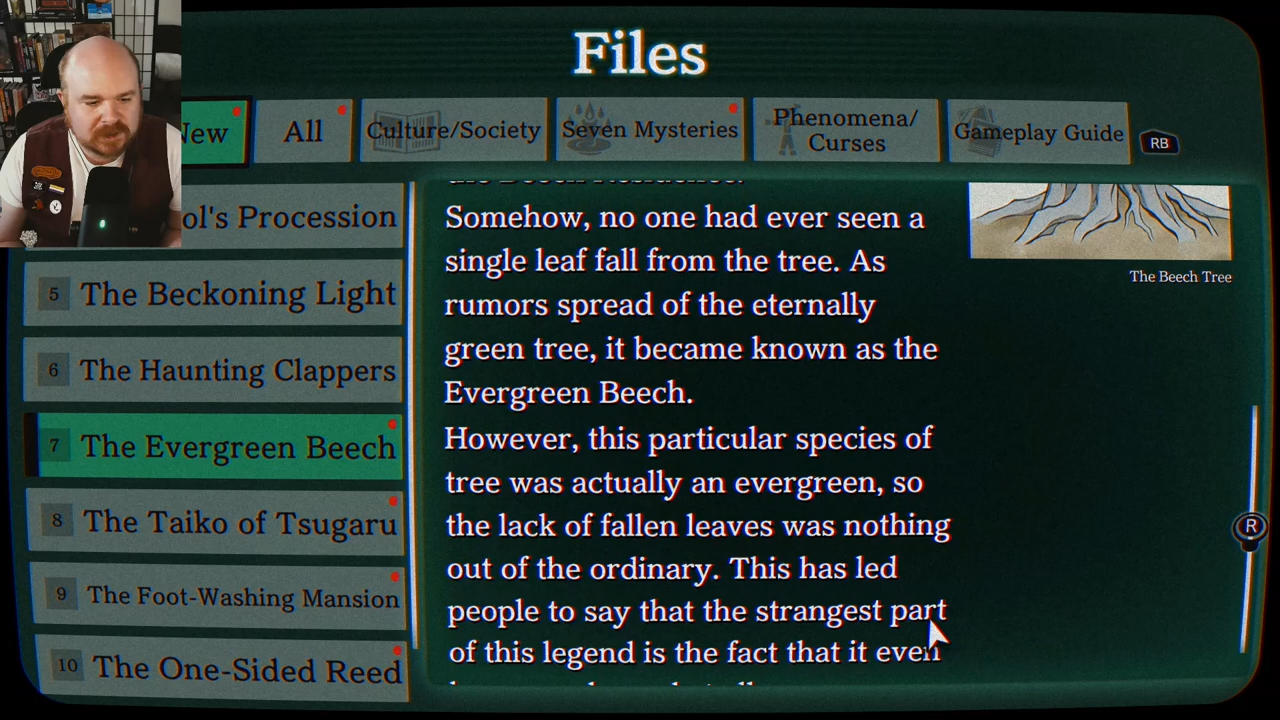 Files
New
All
Culture/Society
Seven Mysteries
Phenomena/
Curses
Gameplay Guide
RB
ol's Procession
5 The Beckoning Light
6 The Haunting Clappers
7 The Evergreen Beech
8 The Taiko of Tsugaru
9 The Foot-Washing Mansion
10 The One-Sided Reed
the Beech Residence.
Somehow, no one had ever seen a
single leaf fall from the tree. As
rumors spread of the eternally
green tree, it became known as the
Evergreen Beech.
However, this particular species of
tree was actually an evergreen, so
the lack of fallen leaves was nothing
out of the ordinary. This has led
people to say that the strangest part
of this legend is the fact that it even
The Beech Tree
R